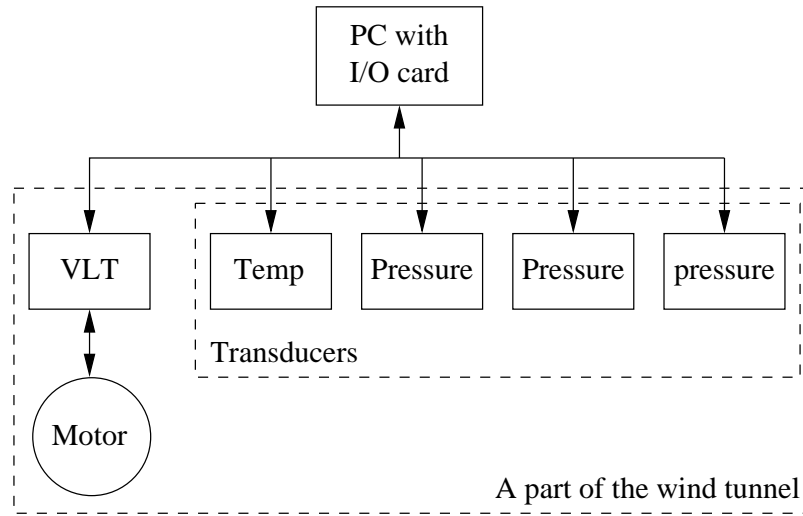 PC with
I/O card
VLT
Temp
Pressure
Pressure
pressure
Transducers
Motor
A part of the wind tunnel